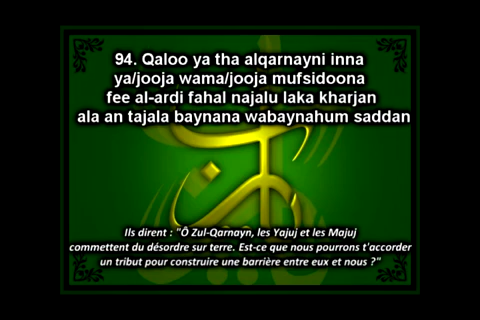 94. Qaloo ya tha alqarnayni inna
ya/jooja wama/jooja mufsidoona
fee al-ardi fahal najalu laka kharjan
ala an tajala baynana wabaynahum saddan
Ils dirent : "Ô Zul-Qarnayn, les Yajuj et les Majuj
commettent du désordre sur terre. Est-ce que nous pourrons t'accorder
un tribut pour construire une barrière entre eux et nous ?"